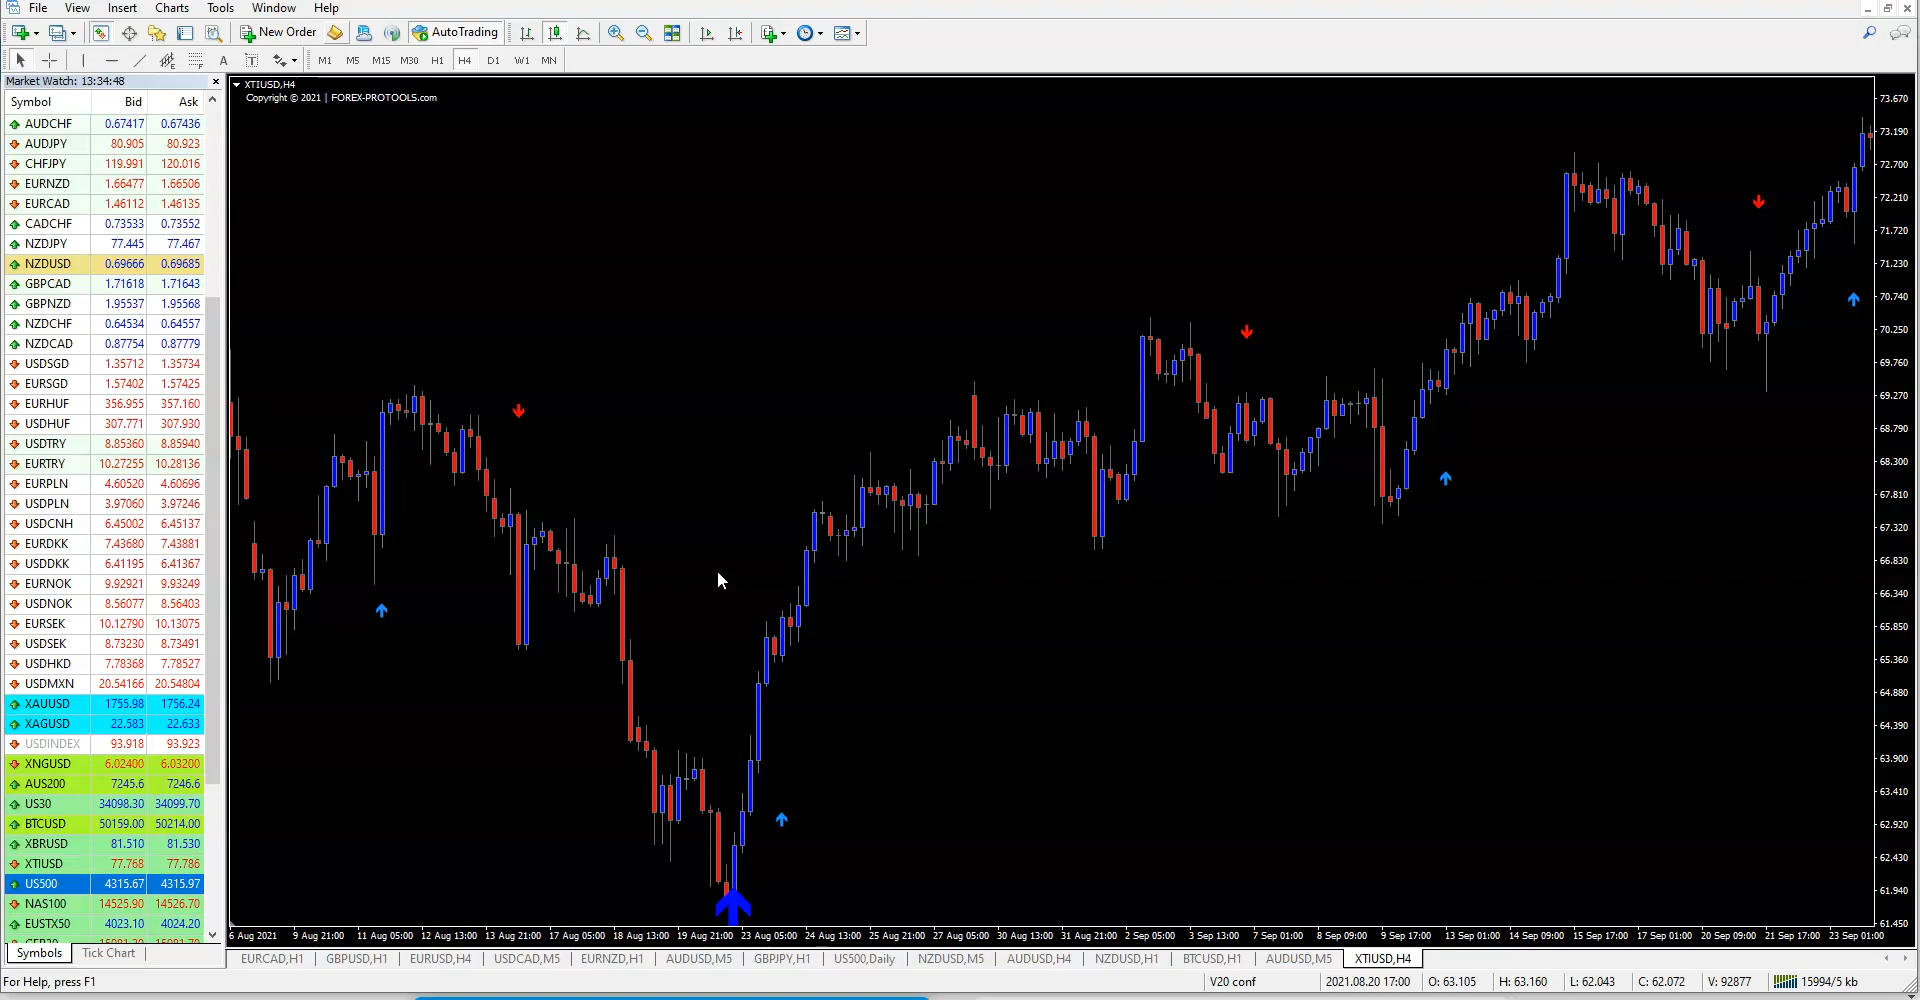 File View Insert Charts Tools Window Help
New Order AutoTrading
A T M1 M5 M15 M30 H1 H4 D1 W1 MN
Market Watch: 13:34:48
Symbol Bid Ask
AUDCHF 0.67417 0.67436
AUDJPY 80.905 80.923
CHFJPY 119.991 120.016
EURNZD 1.66477 1.66506
EURCAD 1.46112 1.46135
CADCHF 0.73533 0.73552
NZDJPY 77.445 77.467
NZDUSD 0.69666 0.69685
GBPCAD 1.71618 1.71643
GBPNZD 1.95537 1.95568
NZDCHF 0.64534 0.64557
NZDCAD 0.87754 0.87779
USDSGD 1.35712 1.35734
EURSGD 1.57402 1.57425
EURHUF 356.955 357.160
USDHUF 307.771 307.930
USDTRY 8.85360 8.85940
EURTRY 10.27255 10.28136
EURPLN 4.60520 4.60696
USDPLN 3.97060 3.97246
USDCNH 6.45002 6.45137
EURDKK 7.43680 7.43881
USDDKK 6.41195 6.41367
EURNOK 9.92921 9.93249
USDNOK 8.56077 8.56403
EURSEK 10.12790 10.13075
USDSEK 8.73230 8.73491
USDHKD 7.78368 7.78527
USDMXN 20.54166 20.54804
XAUUSD 1755.98 1756.24
XAGUSD 22.583 22.633
USDINDEX 93.918 93.923
XNGUSD 6.02400 6.03200
AUS200 7245.6 7246.6
US30 34098.30 34099.70
BTCUSD 50159.00 50214.00
XBRUSD 81.510 81.530
XTIUSD 77.768 77.786
US500 4315.67 4315.97
NAS100 14525.90 14526.70
EUSTX50 4023.10 4024.20
Symbols Tick Chart
XTIUSD,H4
Copyright © 2021 | FOREX-PROTOOLS.com
73.670
73.190
72.700
72.210
71.720
71.230
70.740
70.250
69.760
69.270
68.790
68.300
67.810
67.320
66.830
66.340
65.850
65.360
64.880
64.390
63.900
63.410
62.920
62.430
61.940
61.450
6 Aug 2021 9 Aug 21:00 11 Aug 05:00 12 Aug 13:00 13 Aug 21:00 17 Aug 05:00 18 Aug 13:00 19 Aug 21:00 23 Aug 05:00 24 Aug 13:00 25 Aug 21:00 27 Aug 05:00 30 Aug 13:00 31 Aug 21:00 2 Sep 05:00 3 Sep 13:00 7 Sep 01:00 8 Sep 09:00 9 Sep 17:00 13 Sep 01:00 14 Sep 09:00 15 Sep 17:00 17 Sep 01:00 20 Sep 09:00 21 Sep 17:00 23 Sep 01:00
EURCAD,H1 GBPUSD,H1 EURUSD,H4 USDCAD,M5 EURNZD,H1 AUDUSD,M5 GBPJPY,H1 US500,Daily NZDUSD,M5 AUDUSD,H4 NZDUSD,H1 BTCUSD,H1 AUDUSD,M5 XTIUSD,H4
For Help, press F1 V20 conf 2021.08.20 17:00 O: 63.105 H: 63.160 L: 62.043 C: 62.072 V: 92877 15994/5 kb